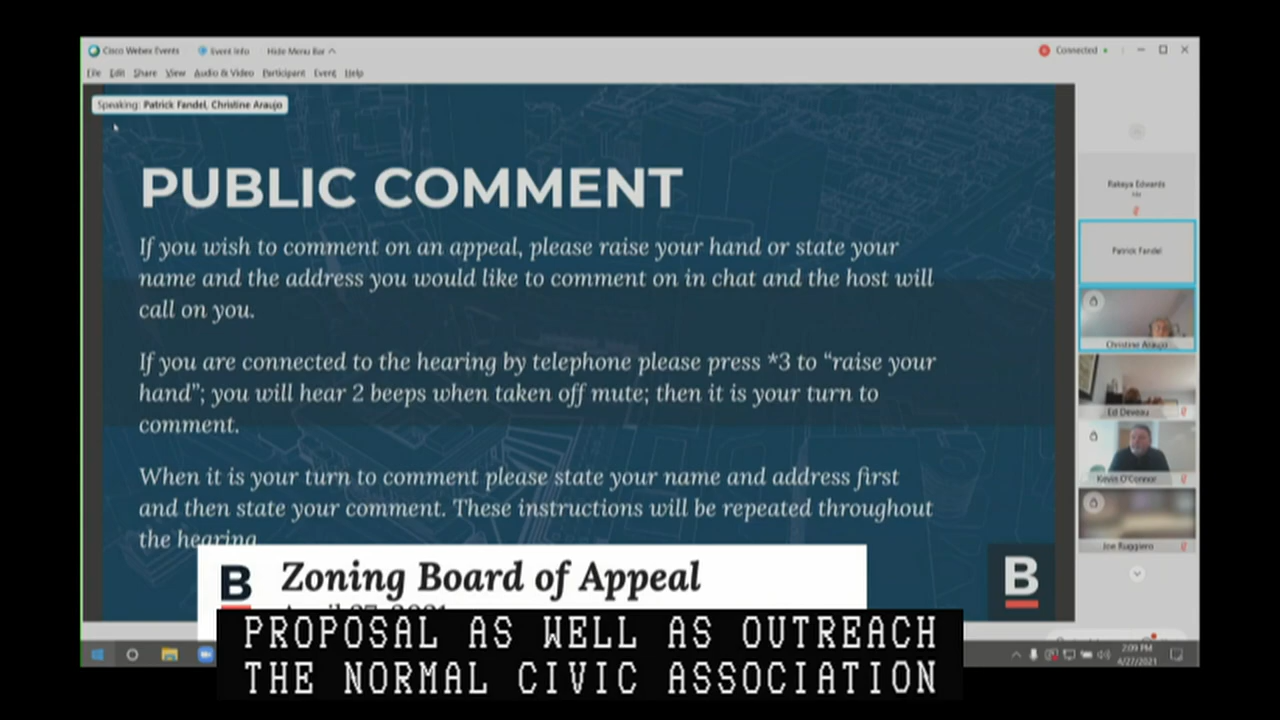 Cisco Webex Events
Event Info
Hide Menu Bar
Connected
File Edit Share View Audio & Video Participant Event Help
Speaking: Patrick Fandel, Christine Araujo
PUBLIC COMMENT
If you wish to comment on an appeal, please raise your hand or state your
name and the address you would like to comment on in chat and the host will
call on you.
If you are connected to the hearing by telephone please press *3 to “raise your
hand”; you will hear 2 beeps when taken off mute; then it is your turn to
comment.
When it is your turn to comment please state your name and address first
and then state your comment. These instructions will be repeated throughout
the hearing
Rakeya Edwards
Me
Patrick Fandel
Christine Araujo
Ed Deveau
Kevin O'Connor
Joe Ruggiero
B
B Zoning Board of Appeal
April 27, 2021
PROPOSAL AS WELL AS OUTREACH
THE NORMAL CIVIC ASSOCIATION
2:09 PM
4/27/2021